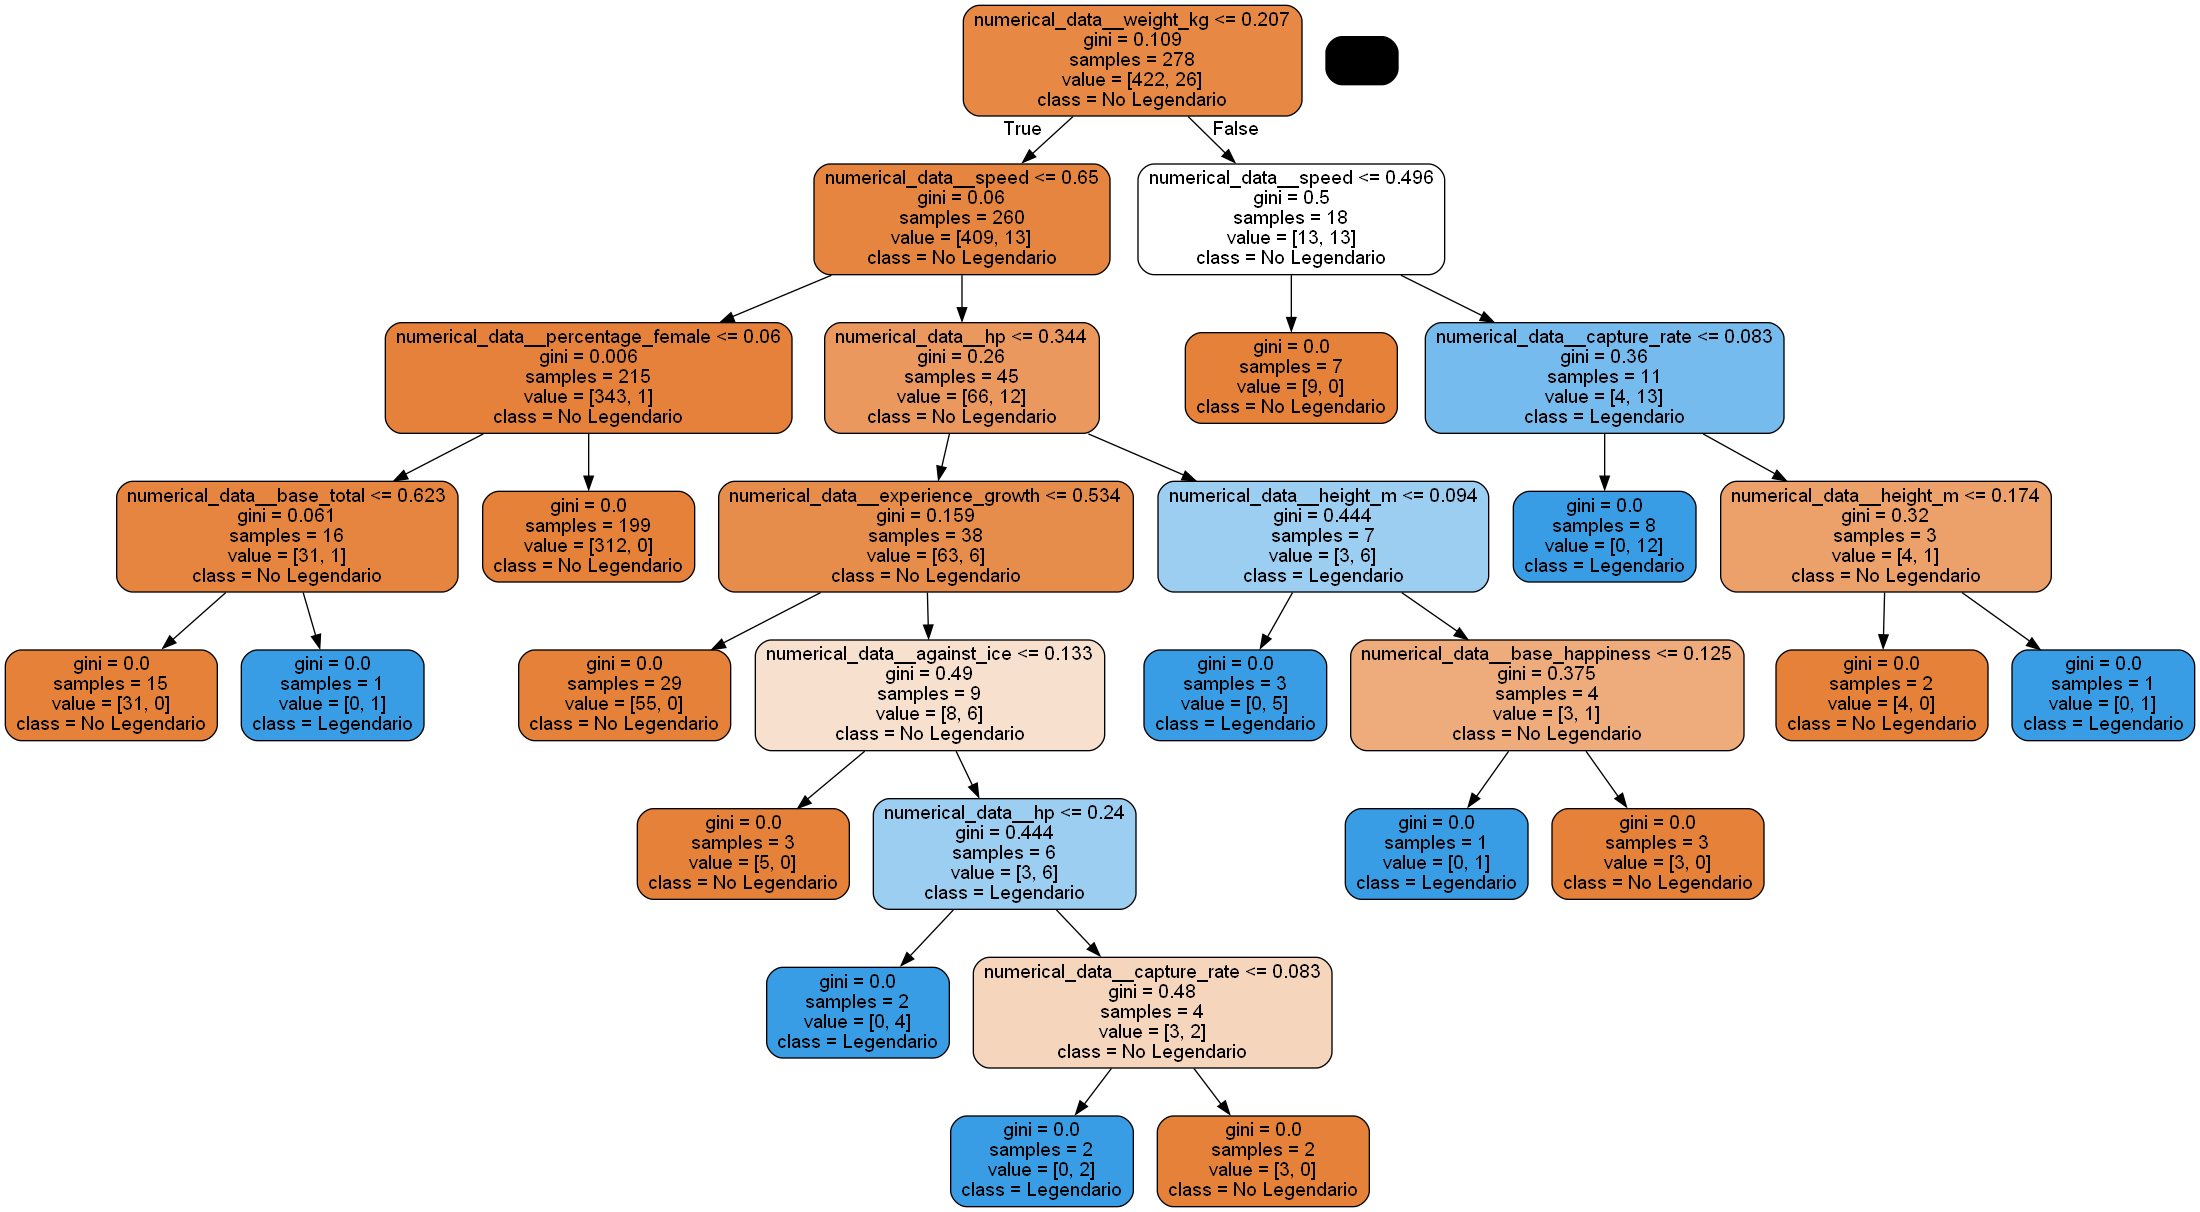 numerical_data__weight_kg <= 0.207
gini = 0.109
samples = 278
value = [422, 26]
class = No Legendario
True
False
numerical_data__speed <= 0.65
gini = 0.06
samples = 260
value = [409, 13]
class = No Legendario
numerical_data__speed <= 0.496
gini = 0.5
samples = 18
value = [13, 13]
class = No Legendario
numerical_data__percentage_female <= 0.06
gini = 0.006
samples = 215
value = [343, 1]
class = No Legendario
numerical_data__hp <= 0.344
gini = 0.26
samples = 45
value = [66, 12]
class = No Legendario
gini = 0.0
samples = 7
value = [9, 0]
class = No Legendario
numerical_data__capture_rate <= 0.083
gini = 0.36
samples = 11
value = [4, 13]
class = Legendario
numerical_data__base_total <= 0.623
gini = 0.061
samples = 16
value = [31, 1]
class = No Legendario
gini = 0.0
samples = 199
value = [312, 0]
class = No Legendario
numerical_data__experience_growth <= 0.534
gini = 0.159
samples = 38
value = [63, 6]
class = No Legendario
numerical_data__height_m <= 0.094
gini = 0.444
samples = 7
value = [3, 6]
class = Legendario
gini = 0.0
samples = 8
value = [0, 12]
class = Legendario
numerical_data__height_m <= 0.174
gini = 0.32
samples = 3
value = [4, 1]
class = No Legendario
gini = 0.0
samples = 15
value = [31, 0]
class = No Legendario
gini = 0.0
samples = 1
value = [0, 1]
class = Legendario
gini = 0.0
samples = 29
value = [55, 0]
class = No Legendario
numerical_data__against_ice <= 0.133
gini = 0.49
samples = 9
value = [8, 6]
class = No Legendario
gini = 0.0
samples = 3
value = [0, 5]
class = Legendario
numerical_data__base_happiness <= 0.125
gini = 0.375
samples = 4
value = [3, 1]
class = No Legendario
gini = 0.0
samples = 2
value = [4, 0]
class = No Legendario
gini = 0.0
samples = 1
value = [0, 1]
class = Legendario
gini = 0.0
samples = 3
value = [5, 0]
class = No Legendario
numerical_data__hp <= 0.24
gini = 0.444
samples = 6
value = [3, 6]
class = Legendario
gini = 0.0
samples = 1
value = [0, 1]
class = Legendario
gini = 0.0
samples = 3
value = [3, 0]
class = No Legendario
gini = 0.0
samples = 2
value = [0, 4]
class = Legendario
numerical_data__capture_rate <= 0.083
gini = 0.48
samples = 4
value = [3, 2]
class = No Legendario
gini = 0.0
samples = 2
value = [0, 2]
class = Legendario
gini = 0.0
samples = 2
value = [3, 0]
class = No Legendario